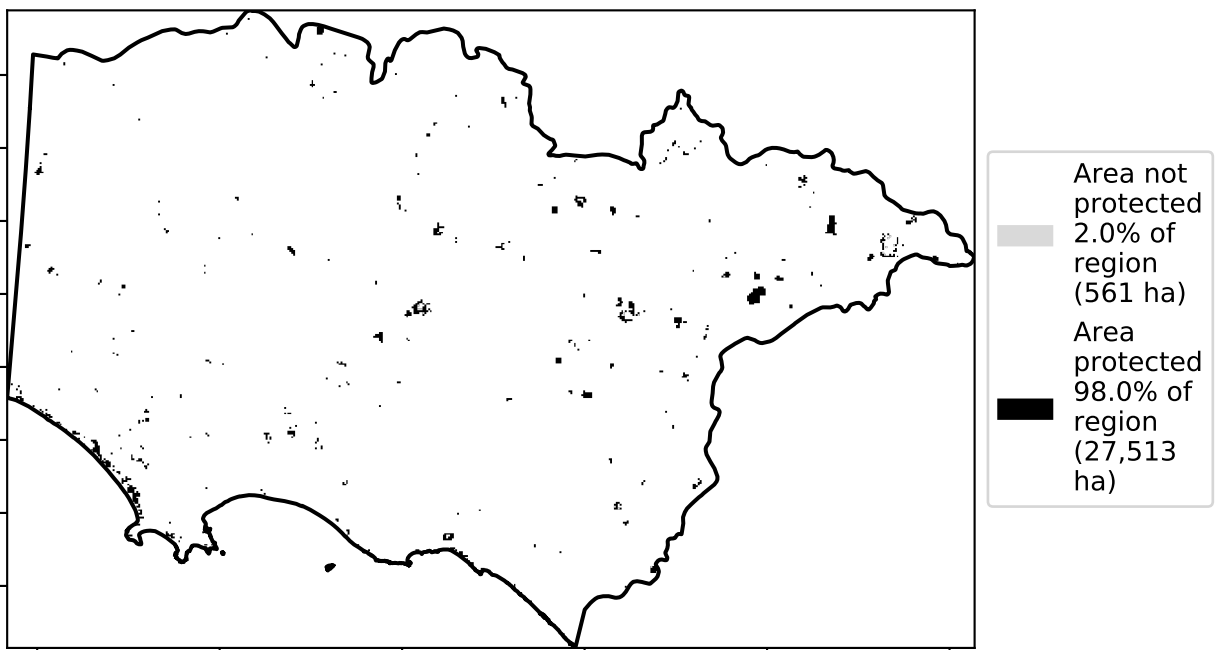 Area not
protected
2.0% of
region
(561 ha)
Area
protected
98.0% of
region
(27,513
ha)